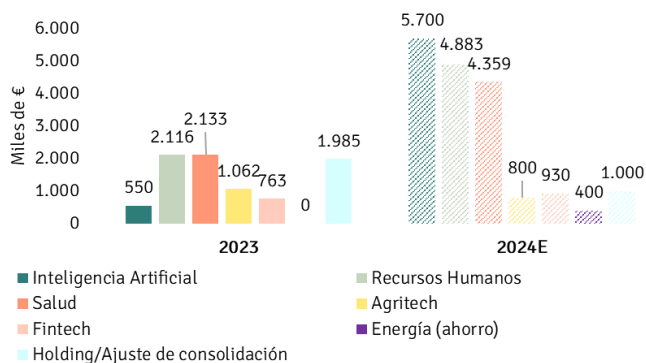 Miles de €
6.000
5.000
4.000
3.000
2.000
1.000
0
550
2.116
2.133
1.062
763
0
1.985
5.700
4.883
4.359
800
930
400
1.000
2023
2024E
Inteligencia Artificial
Recursos Humanos
Salud
Agritech
Fintech
Energía (ahorro)
Holding/Ajuste de consolidación